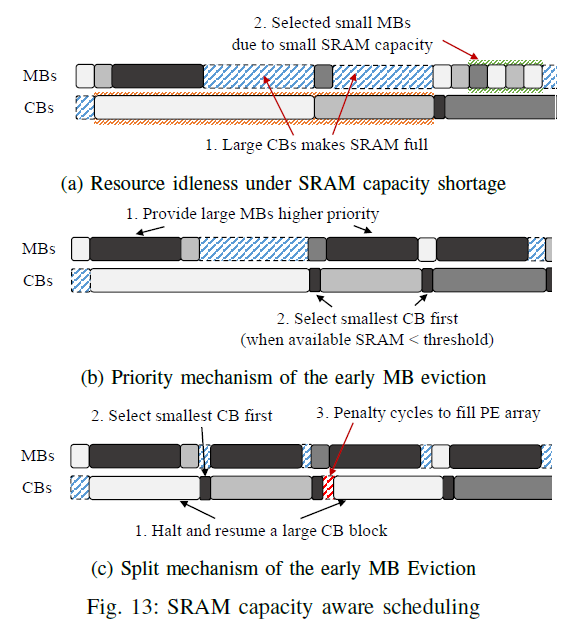 2. Selected small MBs
due to small SRAM capacity
MBs
CBs
1. Large CBs makes SRAM full
(a) Resource idleness under SRAM capacity shortage
1. Provide large MBs higher priority
MBs
CBs
2. Select smallest CB first
(when available SRAM < threshold)
(b) Priority mechanism of the early MB eviction
2. Select smallest CB first
3. Penalty cycles to fill PE array
MBs
CBs
1. Halt and resume a large CB block
(c) Split mechanism of the early MB Eviction
Fig. 13: SRAM capacity aware scheduling